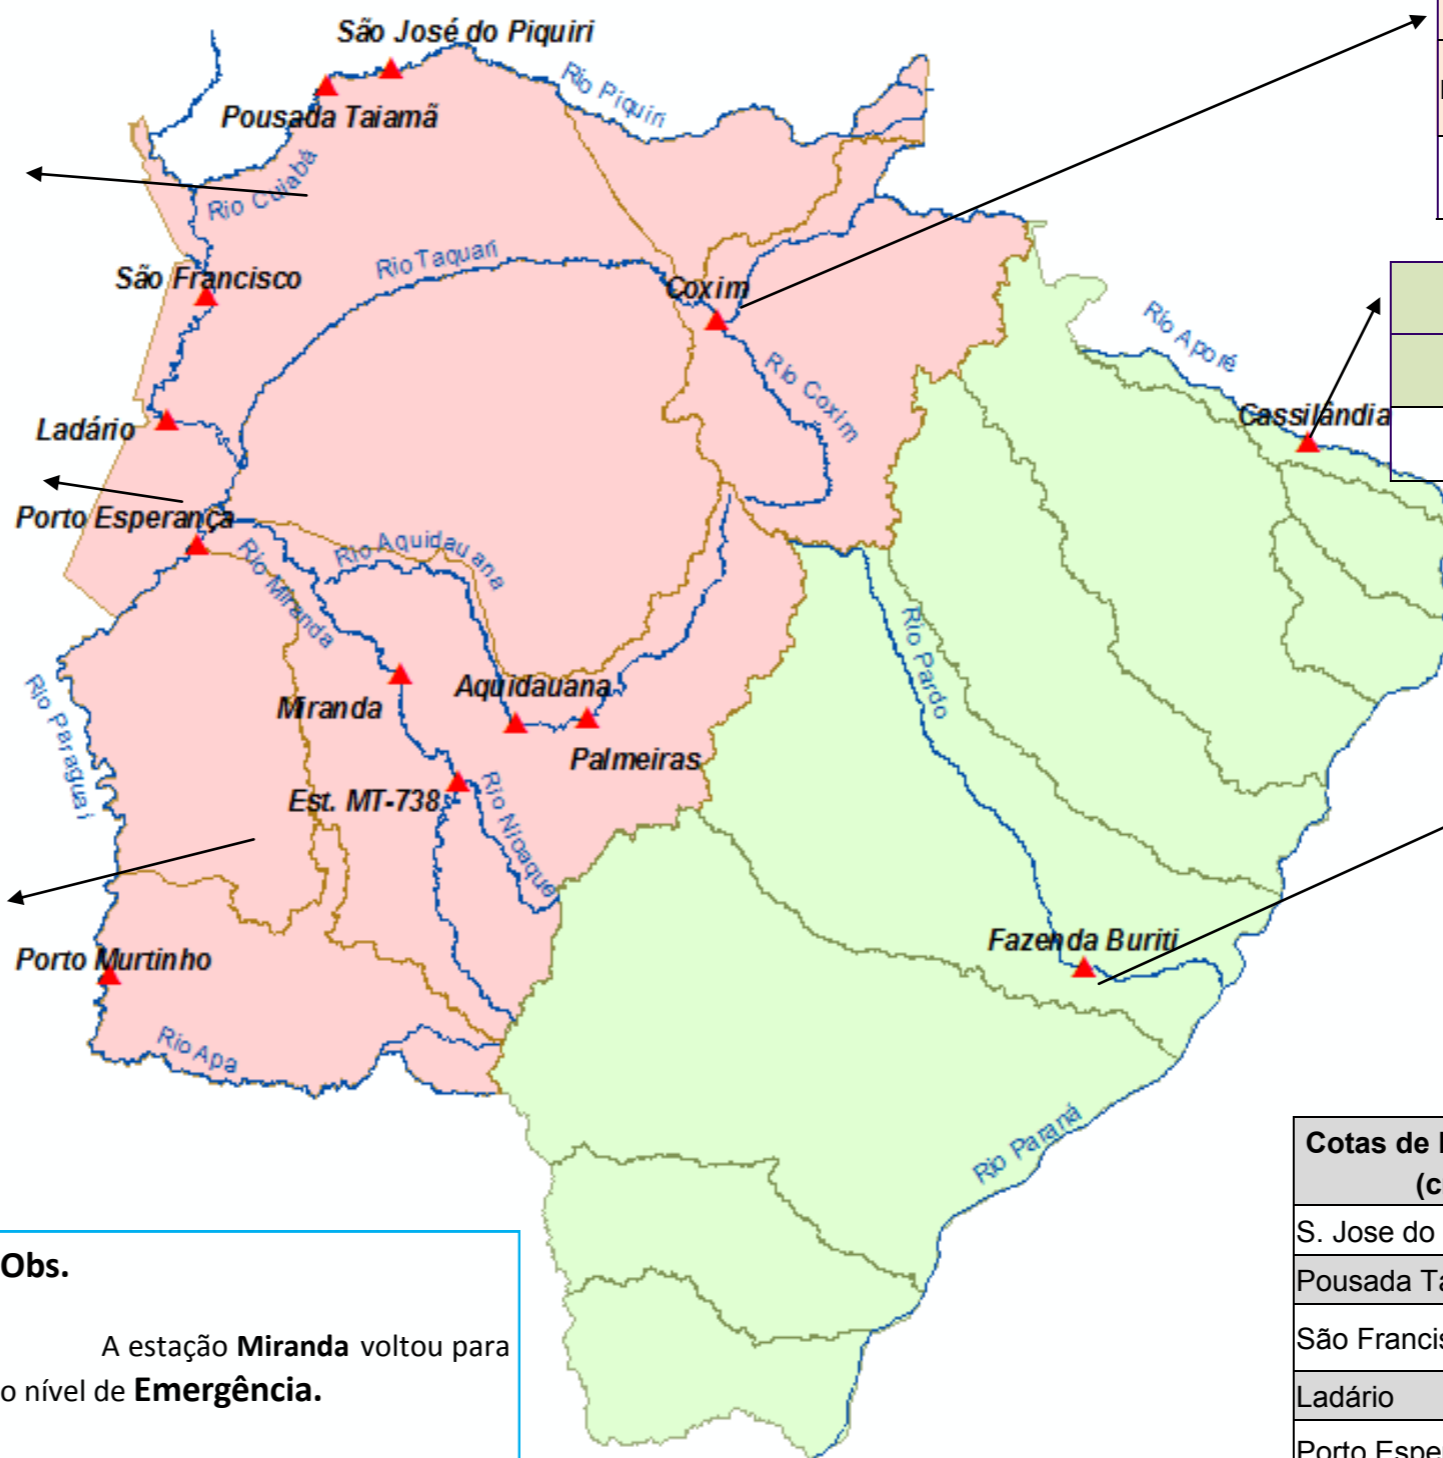 São José do Piquiri
Rio Piquiri
Pousada Taiamã
Rio Cuiabá
Rio Taquari
São Francisco
Coxim
Rio Aporé
Rio Coxim
Cassilândia
Ladário
Porto Esperança
Rio Aquidauana
Rio Miranda
Rio Pardo
Rio Paraguai
Miranda
Aquidauana
Palmeiras
Est. MT-738
Rio Nioaque
Porto Murtinho
Fazenda Buriti
Rio Apa
Rio Paraná
Cotas de
(c
S. Jose do
Pousada Ta
São Francis
Ladário
Porto Espe
Obs.
A estação Miranda voltou para
o nível de Emergência.